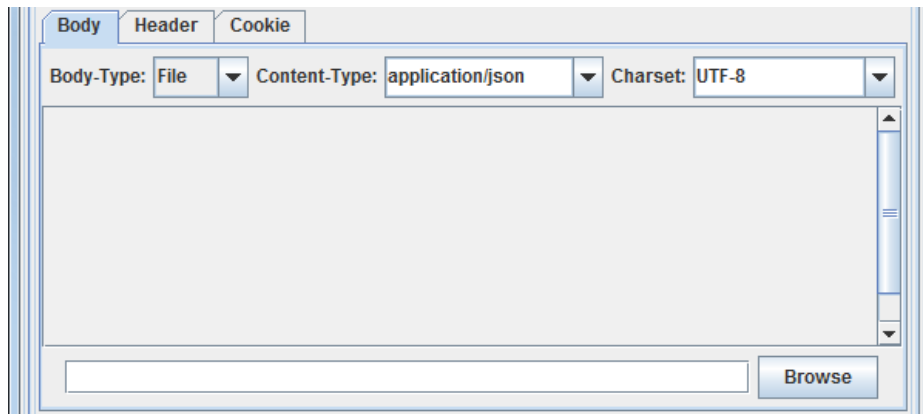 Body Header Cookie
Body-Type: File Content-Type: application/json Charset: UTF-8
Browse